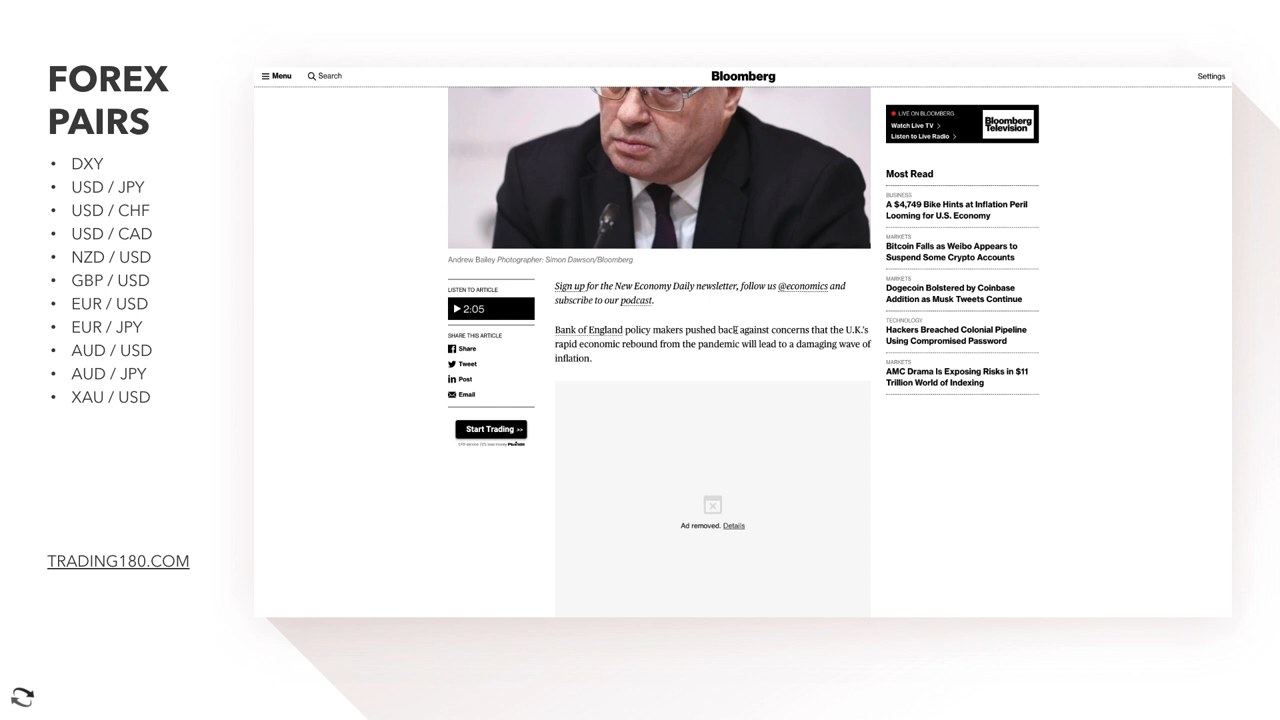 FOREX
PAIRS
• DXY
• USD / JPY
• USD / CHF
• USD / CAD
• NZD / USD
• GBP / USD
• EUR / USD
• EUR / JPY
• AUD / USD
• AUD / JPY
• XAU / USD
TRADING180.COM
Menu
Search
Bloomberg
Settings
Andrew Bailey Photographer: Simon Dawson/Bloomberg
LISTEN TO ARTICLE
2:05
SHARE THIS ARTICLE
Share
Tweet
Post
Email
Start Trading >>
Sign up for the New Economy Daily newsletter, follow us @economics and
subscribe to our podcast.
Bank of England policy makers pushed back against concerns that the U.K.'s
rapid economic rebound from the pandemic will lead to a damaging wave of
inflation.
Ad removed. Details
LIVE ON BLOOMBERG
Watch Live TV >
Listen to Live Radio >
Bloomberg
Television
Most Read
BUSINESS
A $4,749 Bike Hints at Inflation Peril
Looming for U.S. Economy
MARKETS
Bitcoin Falls as Weibo Appears to
Suspend Some Crypto Accounts
MARKETS
Dogecoin Bolstered by Coinbase
Addition as Musk Tweets Continue
TECHNOLOGY
Hackers Breached Colonial Pipeline
Using Compromised Password
MARKETS
AMC Drama Is Exposing Risks in $11
Trillion World of Indexing